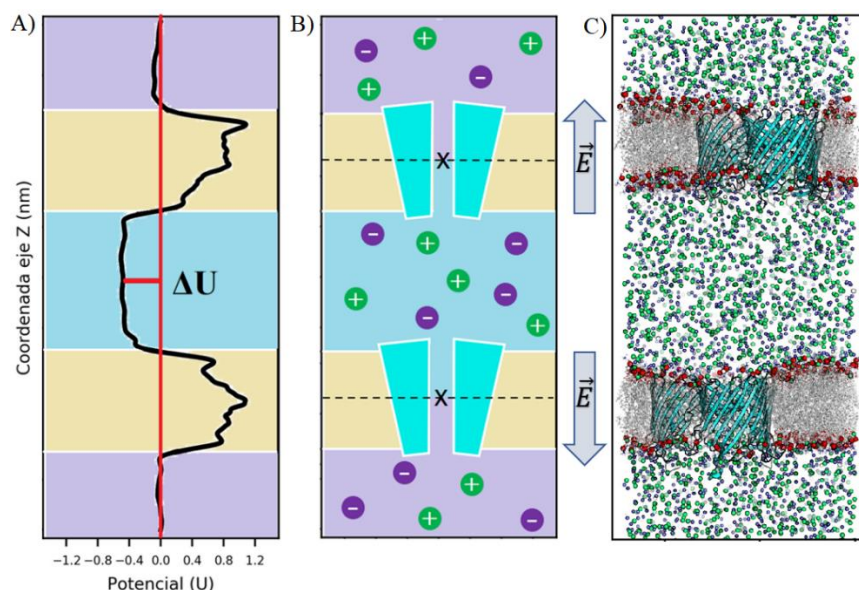 A)
Coordenada eje Z (nm)
ΔU
−1.2 −0.8 −0.4 0.0 0.4 0.8 1.2
Potencial (U)
B)
+
−
+
−
+
X
−
+
−
+
−
+
−
+
X
−
+
−
+
−
E⃗
E⃗
C)